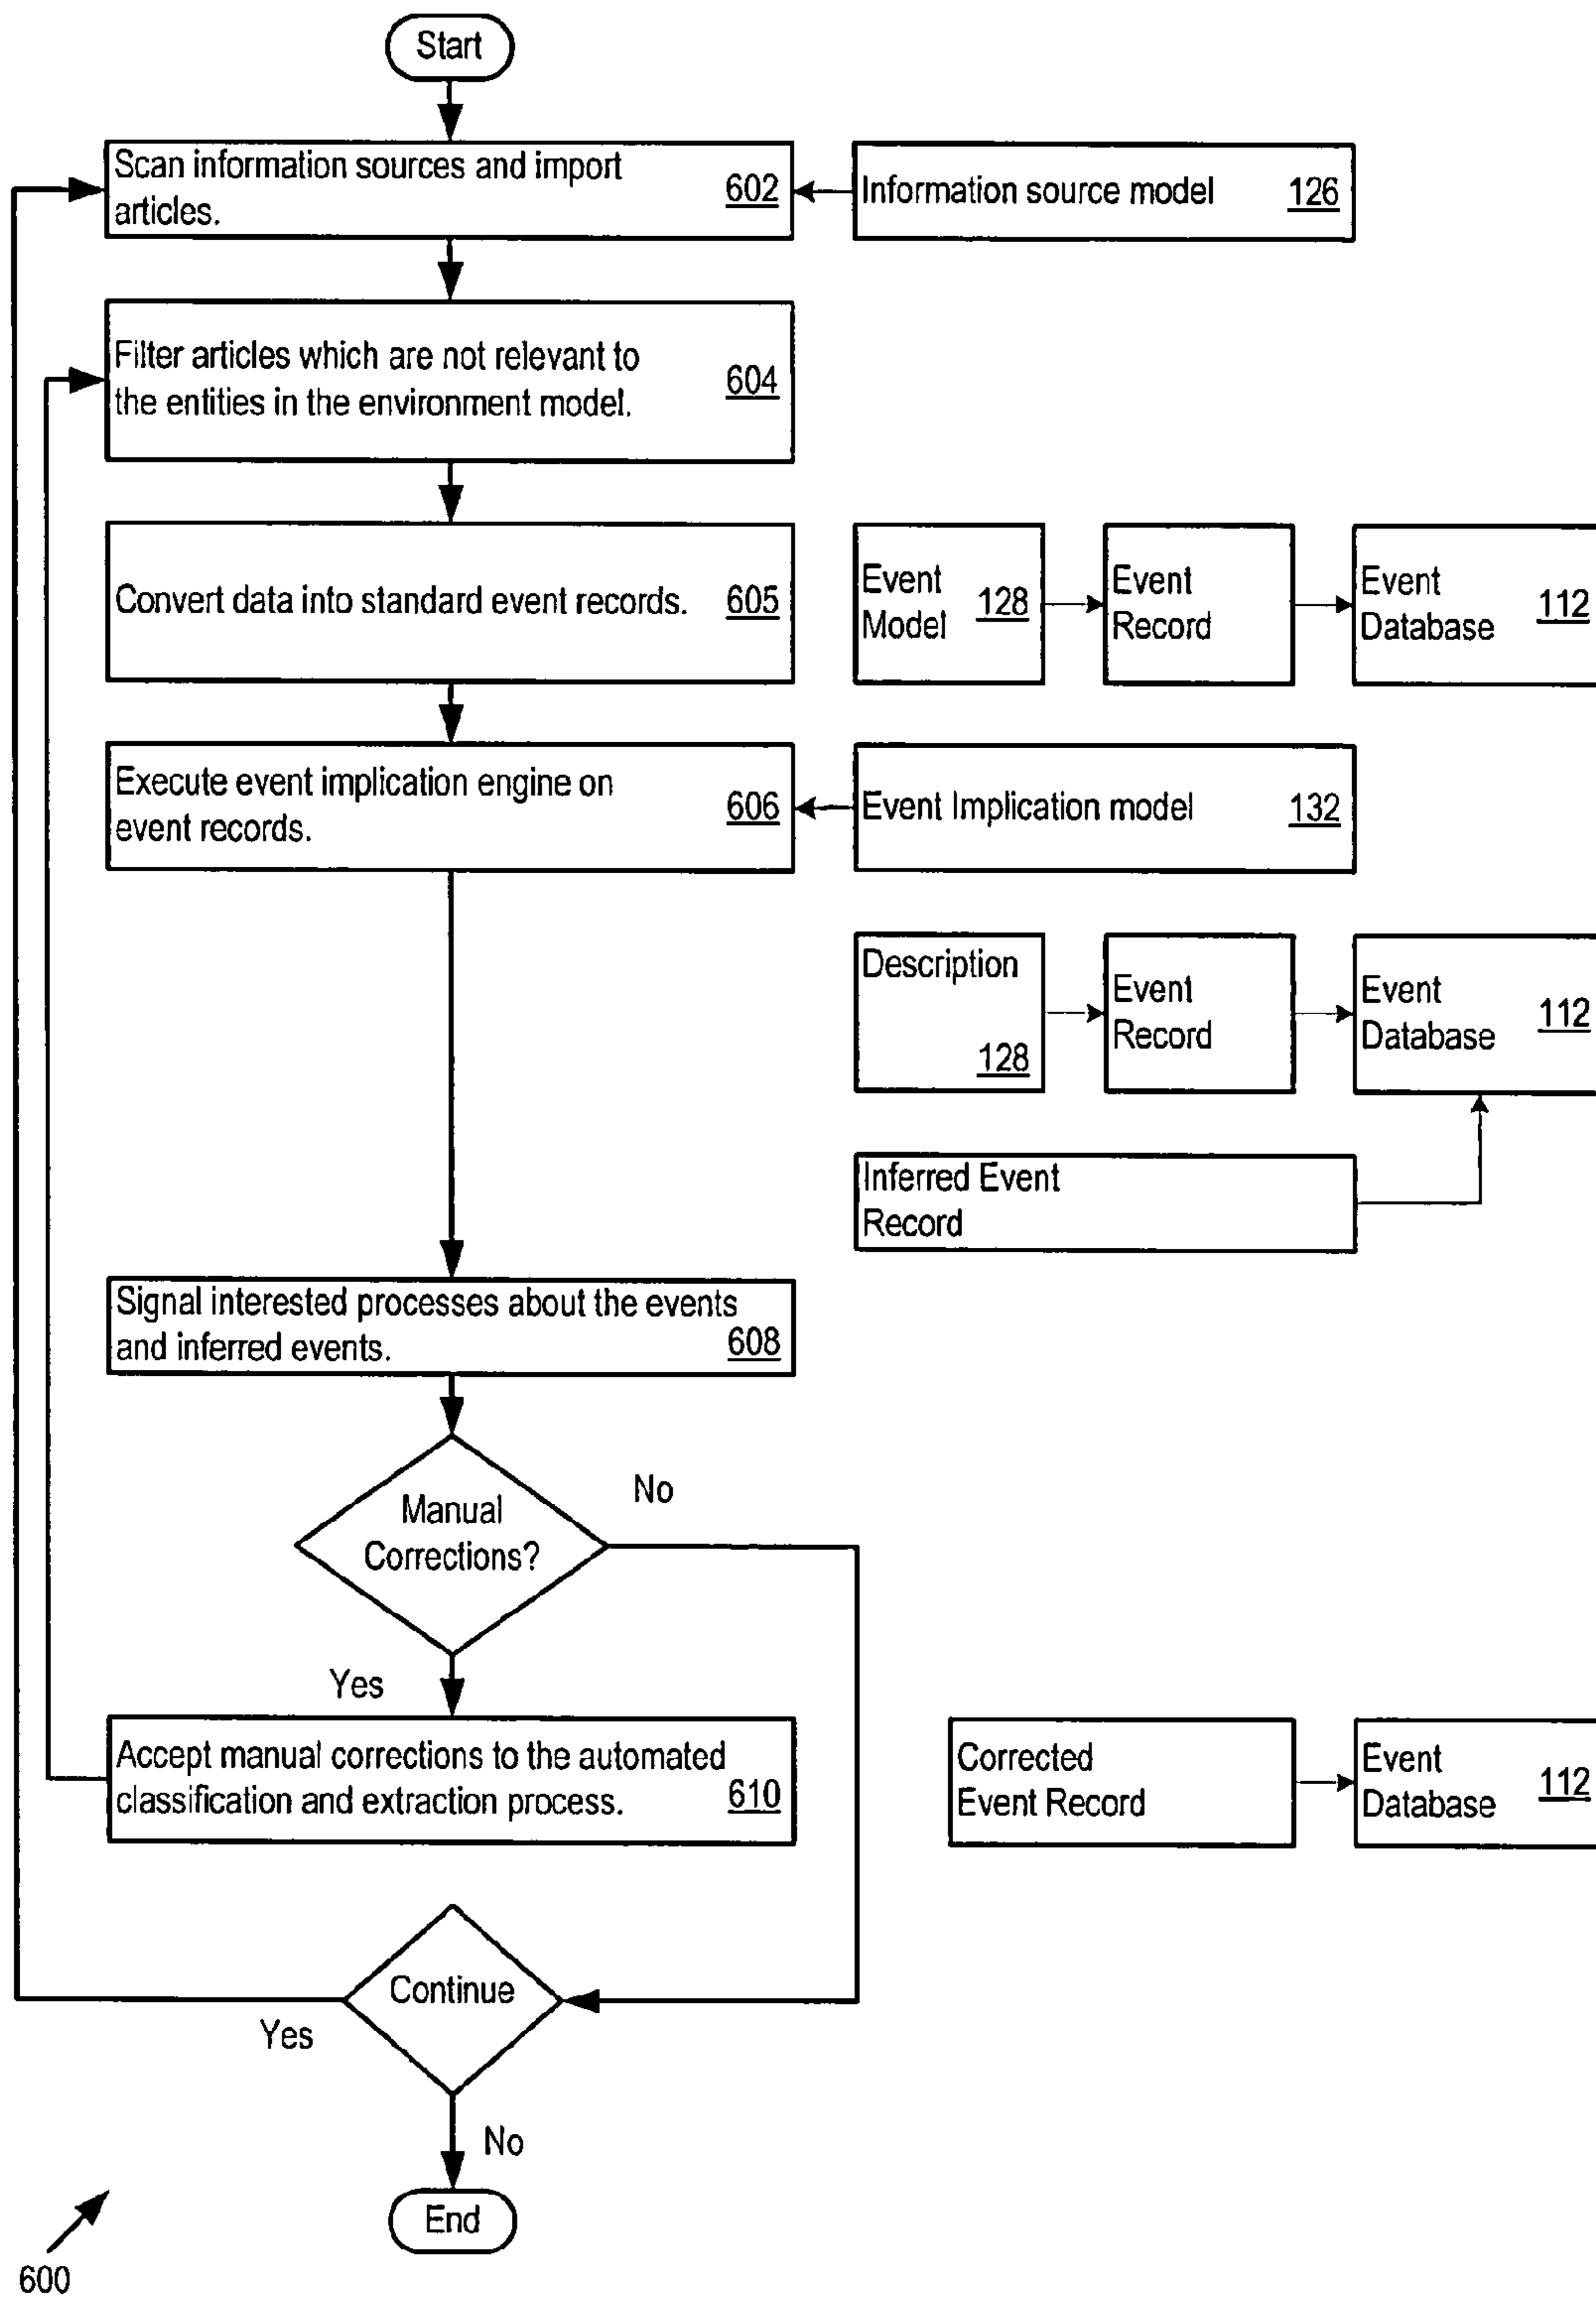 Start
Scan information sources and import
articles.
602
Information source model
126
Filter articles which are not relevant to
the entities in the environment model.
604
Convert data into standard event records.
605
Event
Model
128
Event
Record
Event
Database
112
Execute event implication engine on
event records.
606
Event Implication model
132
Description
128
Event
Record
Event
Database
112
Inferred Event
Record
Signal interested processes about the events
and inferred events.
608
Manual
Corrections?
No
Yes
Accept manual corrections to the automated
classification and extraction process.
610
Corrected
Event Record
Event
Database
112
Continue
Yes
No
End
600